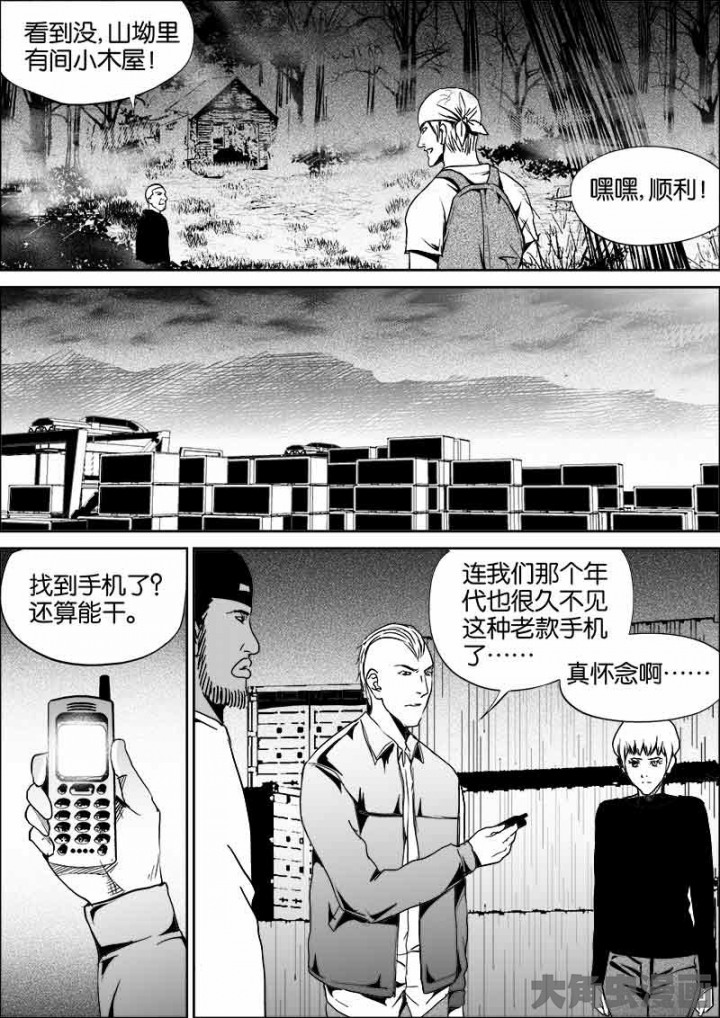 看到没,山坳里
有间小木屋!
嘿嘿,顺利!
找到手机了?
还算能干。
连我们那个年
代也很久不见
这种老款手机
了……
真怀念啊……
大角虫漫画